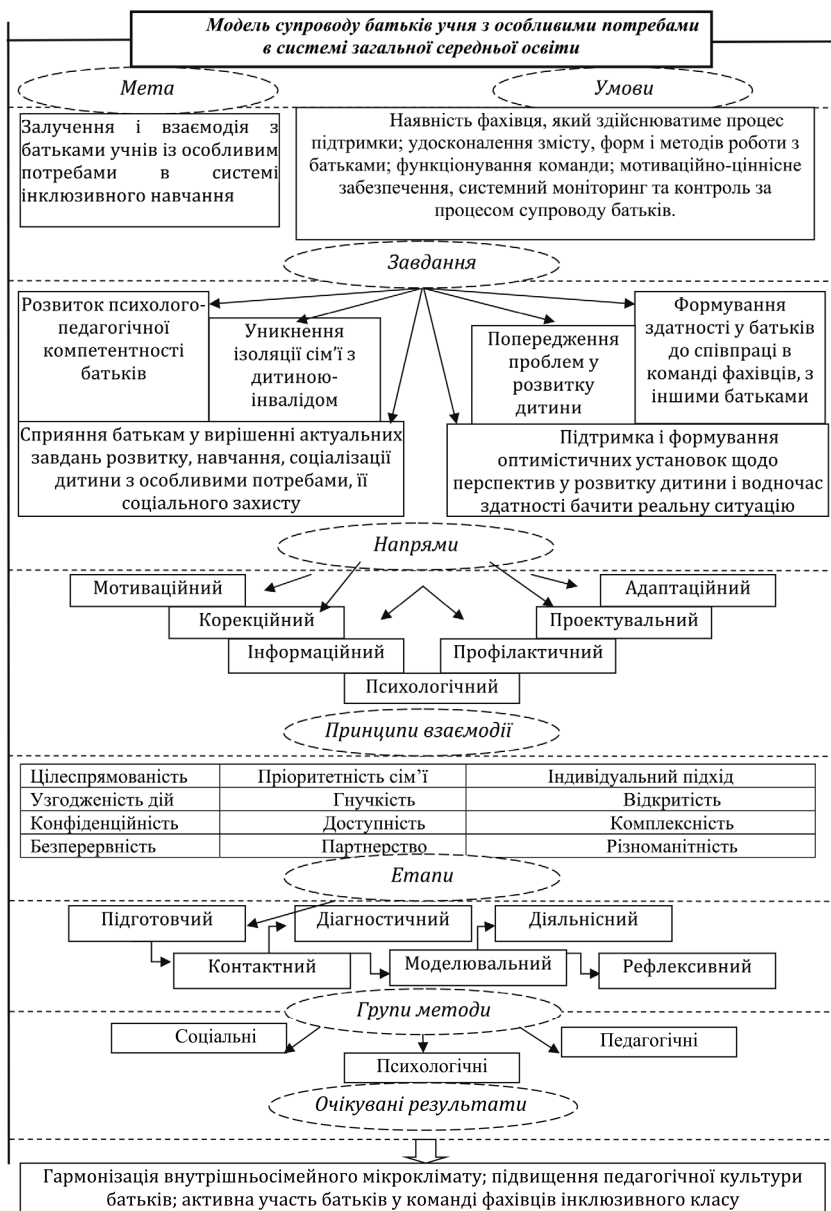 Модель супроводу батьків учня з особливими потребами
в системі загальної середньої освіти
Мета
Умови
Залучення і взаємодія з
батьками учнів із особливим
потребами в системі
інклюзивного навчання
Наявність фахівця, який здійснюватиме процес
підтримки; удосконалення змісту, форм і методів роботи з
батьками; функціонування команди; мотиваційно-ціннісне
забезпечення, системний моніторинг та контроль за
процесом супроводу батьків.
Завдання
Розвиток психолого-
педагогічної
компетентності
батьків
Уникнення
ізоляції сім’ї з
дитиною-
інвалідом
Попередження
проблем у
розвитку
дитини
Формування
здатності у батьків
до співпраці в
команді фахівців, з
іншими батьками
Сприяння батькам у вирішенні актуальних
завдань розвитку, навчання, соціалізації
дитини з особливими потребами, її
соціального захисту
Підтримка і формування
оптимістичних установок щодо
перспектив у розвитку дитини і водночас
здатності бачити реальну ситуацію
Напрями
Мотиваційний
Адаптаційний
Корекційний
Проектувальний
Інформаційний
Профілактичний
Психологічний
Принципи взаємодії
Цілеспрямованість Пріоритетність сім’ї Індивідуальний підхід
Узгодженість дій Гнучкість Відкритість
Конфіденційність Доступність Комплексність
Безперервність Партнерство Різноманітність
Етапи
Підготовчий
Діагностичний
Діяльнісний
Контактний
Моделювальний
Рефлексивний
Групи методи
Соціальні
Педагогічні
Психологічні
Очікувані результати
Гармонізація внутрішньосімейного мікроклімату; підвищення педагогічної культури
батьків; активна участь батьків у команді фахівців інклюзивного класу